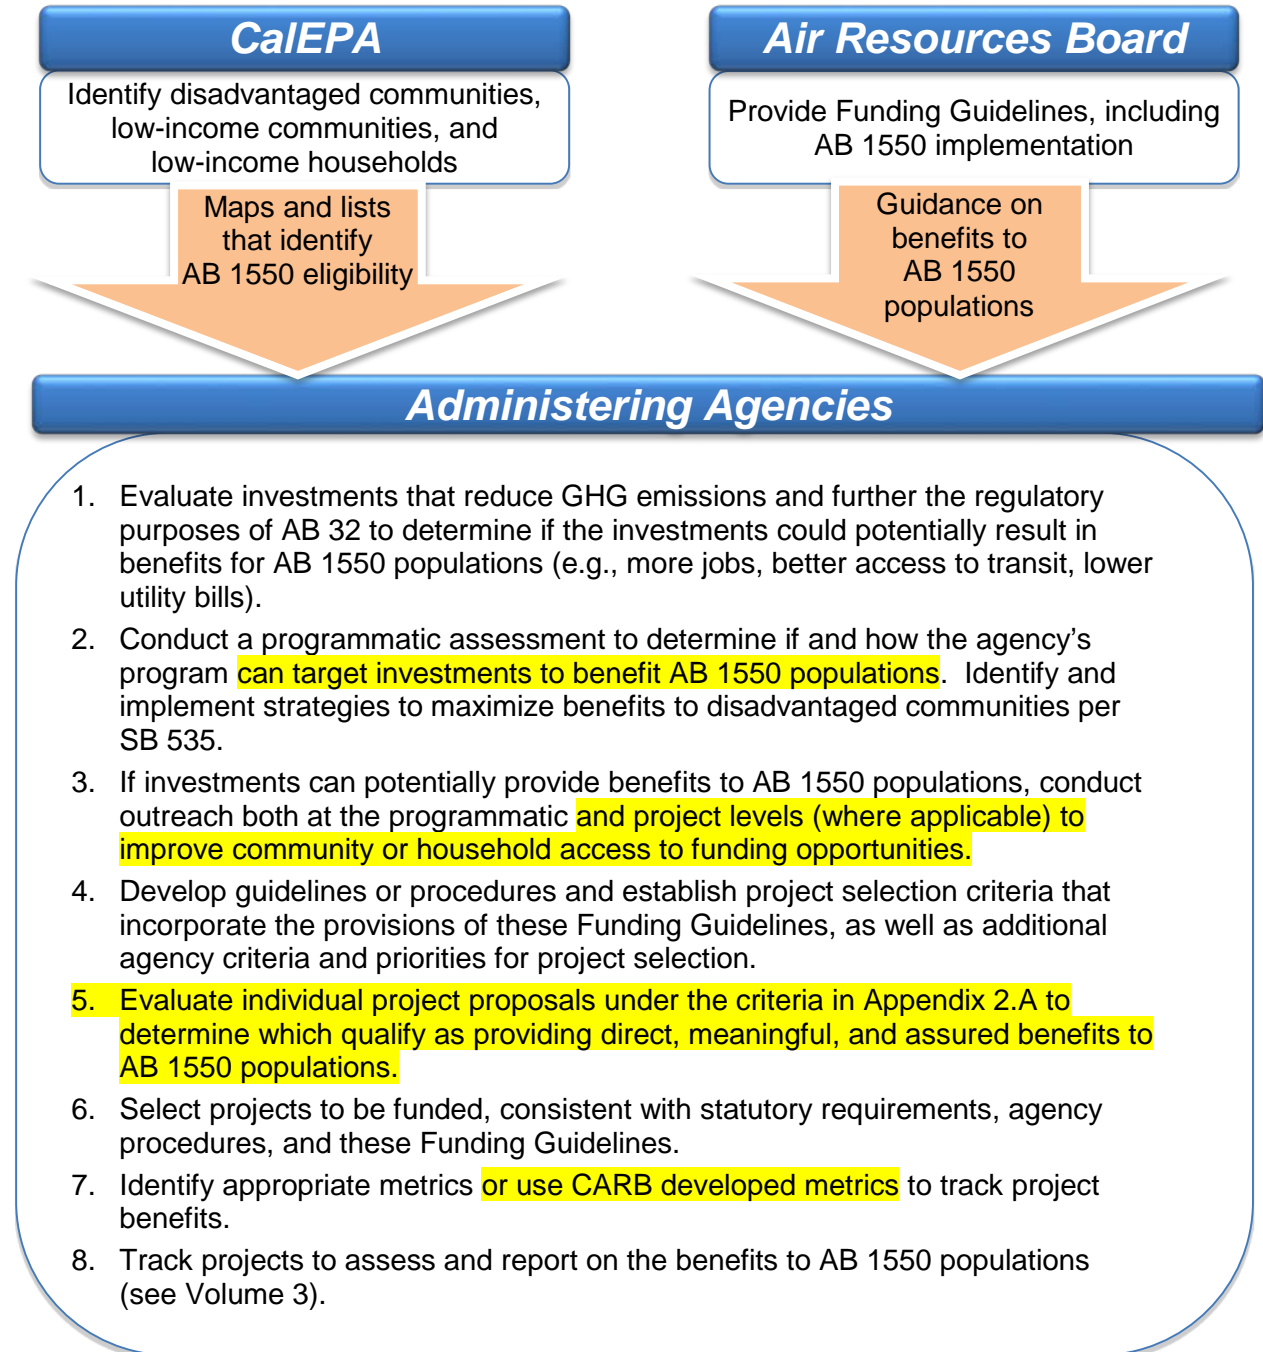 CalEPA
Identify disadvantaged communities,
low-income communities, and
low-income households
Maps and lists
that identify
AB 1550 eligibility
Air Resources Board
Provide Funding Guidelines, including
AB 1550 implementation
Guidance on
benefits to
AB 1550
populations
Administering Agencies
1. Evaluate investments that reduce GHG emissions and further the regulatory
purposes of AB 32 to determine if the investments could potentially result in
benefits for AB 1550 populations (e.g., more jobs, better access to transit, lower
utility bills).
2. Conduct a programmatic assessment to determine if and how the agency’s
program can target investments to benefit AB 1550 populations. Identify and
implement strategies to maximize benefits to disadvantaged communities per
SB 535.
3. If investments can potentially provide benefits to AB 1550 populations, conduct
outreach both at the programmatic and project levels (where applicable) to
improve community or household access to funding opportunities.
4. Develop guidelines or procedures and establish project selection criteria that
incorporate the provisions of these Funding Guidelines, as well as additional
agency criteria and priorities for project selection.
5. Evaluate individual project proposals under the criteria in Appendix 2.A to
determine which qualify as providing direct, meaningful, and assured benefits to
AB 1550 populations.
6. Select projects to be funded, consistent with statutory requirements, agency
procedures, and these Funding Guidelines.
7. Identify appropriate metrics or use CARB developed metrics to track project
benefits.
8. Track projects to assess and report on the benefits to AB 1550 populations
(see Volume 3).